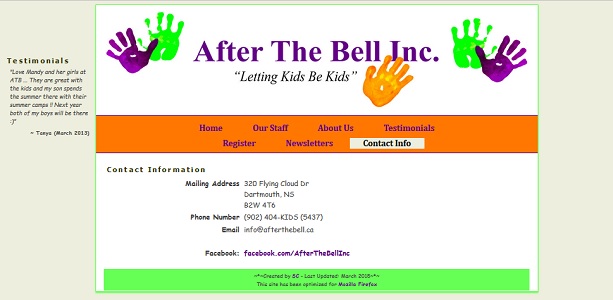 Testimonials
"Love Mandy and her girls at
ATB ... They are great with
the kids and my son spends
the summer there with their
summer camps !! Next year
both of my boys will be there
:)"
~ Tanya (March 2013)
After The Bell Inc.
“Letting Kids Be Kids”
Home Our Staff About Us Testimonials
Register Newsletters Contact Info
Contact Information
Mailing Address 320 Flying Cloud Dr
Dartmouth, NS
B2W 4T6
Phone Number (902) 404-KIDS (5437)
Email info@afterthebell.ca
Facebook: facebook.com/AfterTheBellInc
~*~Created by SC - Last Updated: March 2015~*~
This site has been optimized for Mozilla Firefox